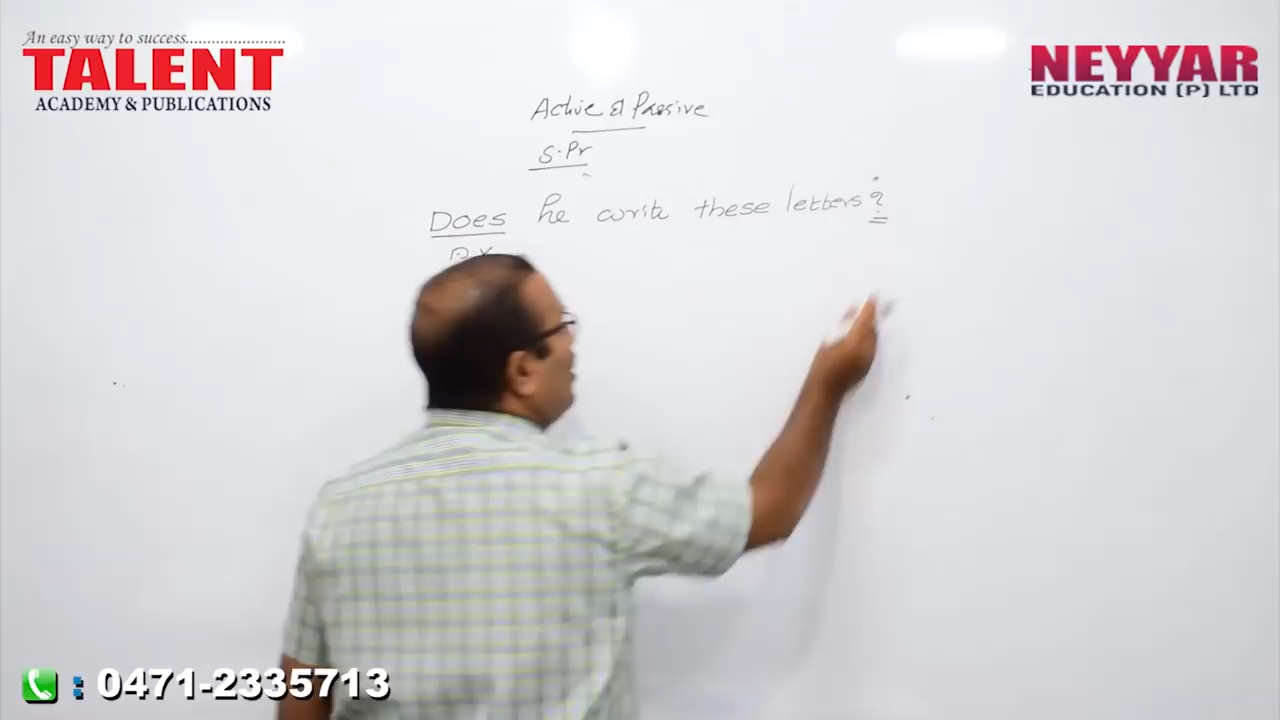 An easy way to success.......................
TALENT
ACADEMY & PUBLICATIONS
NEYYAR
EDUCATION (P) LTD
Active & Passive
S.Pr
Does he write these letters?
: 0471-2335713